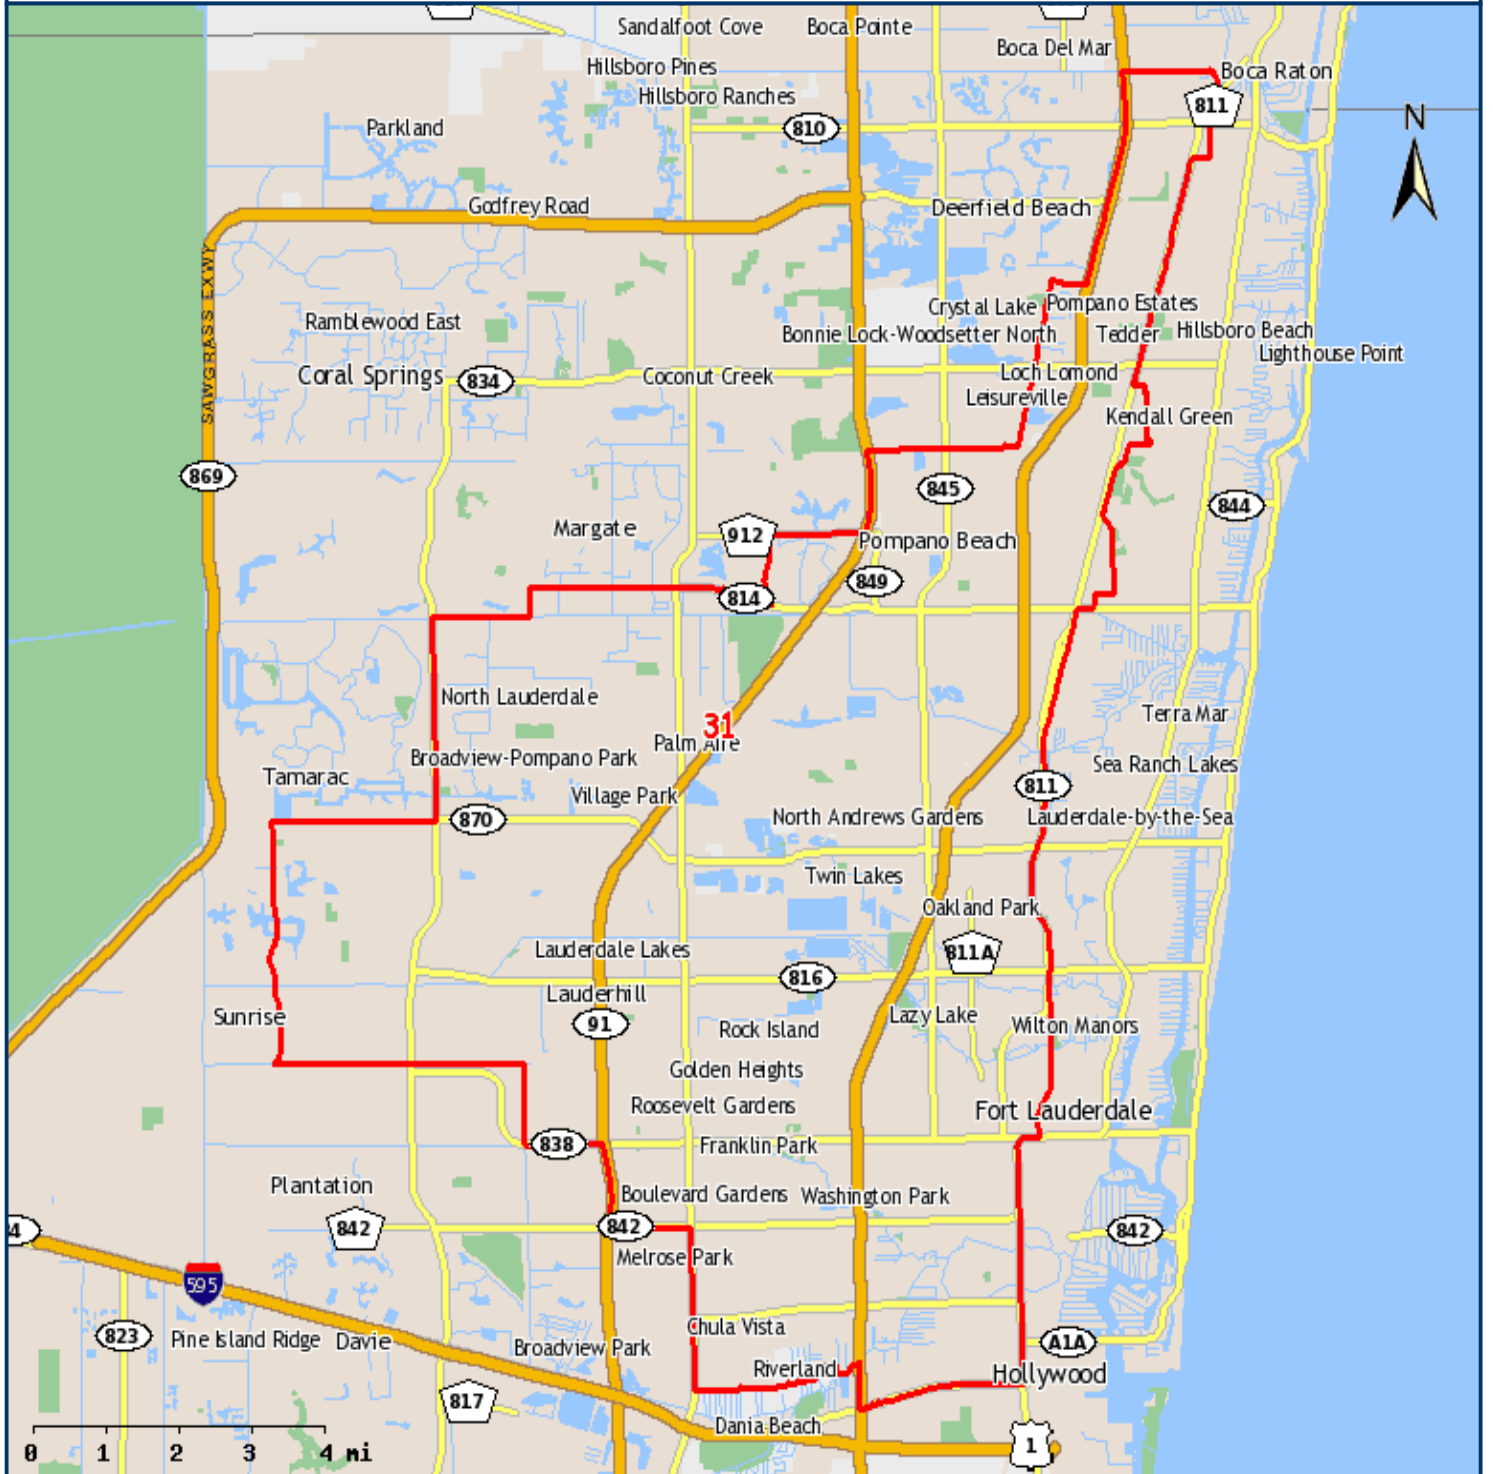 Sandalfoot Cove
Boca Pointe
Boca Del Mar
Hillsboro Pines
Boca Raton
Hillsboro Ranches
811
N
810
Parkland
Godfrey Road
Deerfield Beach
SAWGRASS EXWY
Crystal Lake
Pompano Estates
Ramblewood East
Bonnie Lock-Woodsetter North
Tedder
Hillsboro Beach
Lighthouse Point
Coral Springs
834
Coconut Creek
Loch Lomond
Leisureville
Kendall Green
869
845
844
Margate
912
Pompano Beach
849
814
North Lauderdale
31
Terra Mar
Palm Aire
Broadview-Pompano Park
Sea Ranch Lakes
Tamarac
811
Village Park
870
North Andrews Gardens
Lauderdale-by-the-Sea
Twin Lakes
Oakland Park
Lauderdale Lakes
811A
816
Lauderhill
Sunrise
91
Rock Island
Lazy Lake
Wilton Manors
Golden Heights
Roosevelt Gardens
Fort Lauderdale
838
Franklin Park
Plantation
Boulevard Gardens
Washington Park
4
842
842
842
Melrose Park
595
823
Pine Island Ridge
Davie
Broadview Park
Chula Vista
A1A
Riverland
Hollywood
817
Dania Beach
1
0 1 2 3 4 mi